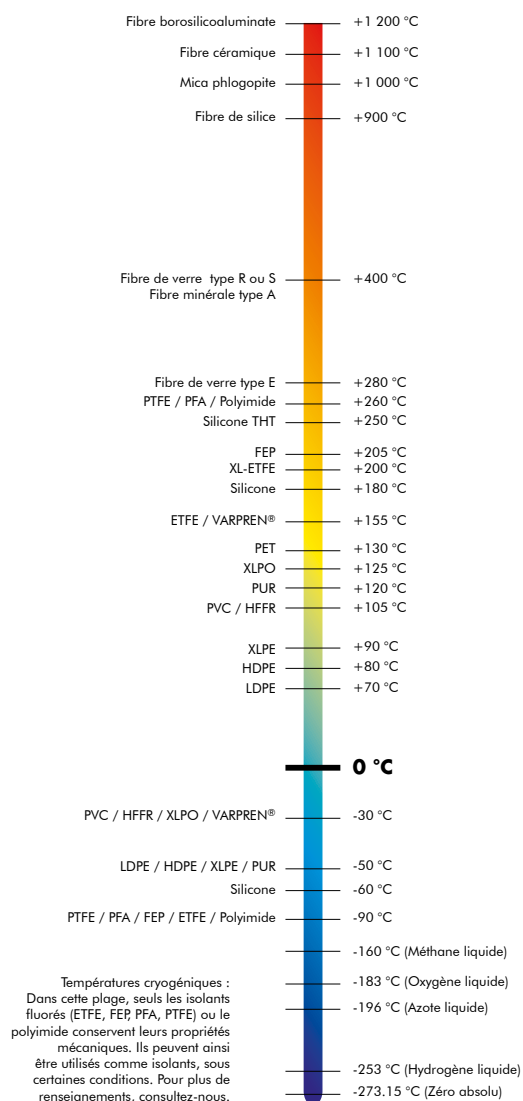 Fibre borosilicoaluminate +1 200 °C
Fibre céramique +1 100 °C
Mica phlogopite +1 000 °C
Fibre de silice +900 °C
Fibre de verre type R ou S +400 °C
Fibre minérale type A
Fibre de verre type E +280 °C
PTFE / PFA / Polyimide +260 °C
Silicone THT +250 °C
FEP +205 °C
XL-ETFE +200 °C
Silicone +180 °C
ETFE / VARPREN® +155 °C
PET +130 °C
XLPO +125 °C
PUR +120 °C
PVC / HFFR +105 °C
XLPE +90 °C
HDPE +80 °C
LDPE +70 °C
0 °C
PVC / HFFR / XLPO / VARPREN® -30 °C
LDPE / HDPE / XLPE / PUR -50 °C
Silicone -60 °C
PTFE / PFA / FEP / ETFE / Polyimide -90 °C
-160 °C (Méthane liquide)
-183 °C (Oxygène liquide)
-196 °C (Azote liquide)
-253 °C (Hydrogène liquide)
-273.15 °C (Zéro absolu)
Températures cryogéniques :
Dans cette plage, seuls les isolants
fluorés (ETFE, FEP, PFA, PTFE) ou le
polyimide conservent leurs propriétés
mécaniques. Ils peuvent ainsi
être utilisés comme isolants, sous
certaines conditions. Pour plus de
renseignements, consultez-nous.